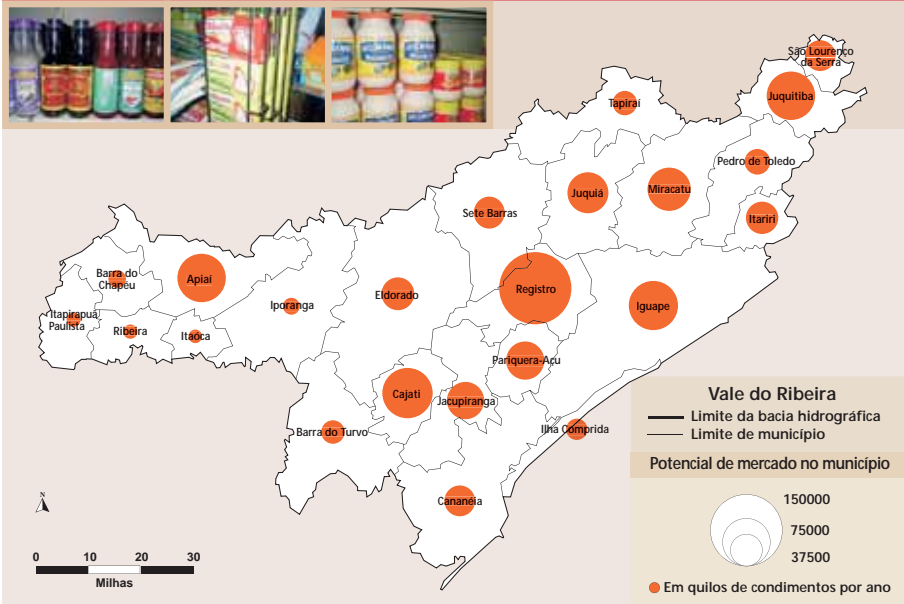 São Lourenço
da Serra
Juquitiba
Tapiraí
Pedro de Toledo
Juquiá
Miracatu
Sete Barras
Itariri
Barra do
Chapéu
Apiaí
Registro
Eldorado
Iporanga
Iguape
Itapirapuã
Paulista
Ribeira
Itaóca
Pariquera-Açu
Cajati
Jacupiranga
Barra do Turvo
Ilha Comprida
Cananéia
Vale do Ribeira
Limite da bacia hidrográfica
Limite de município
Potencial de mercado no município
150000
75000
37500
Em quilos de condimentos por ano
N
0 10 20 30
Milhas